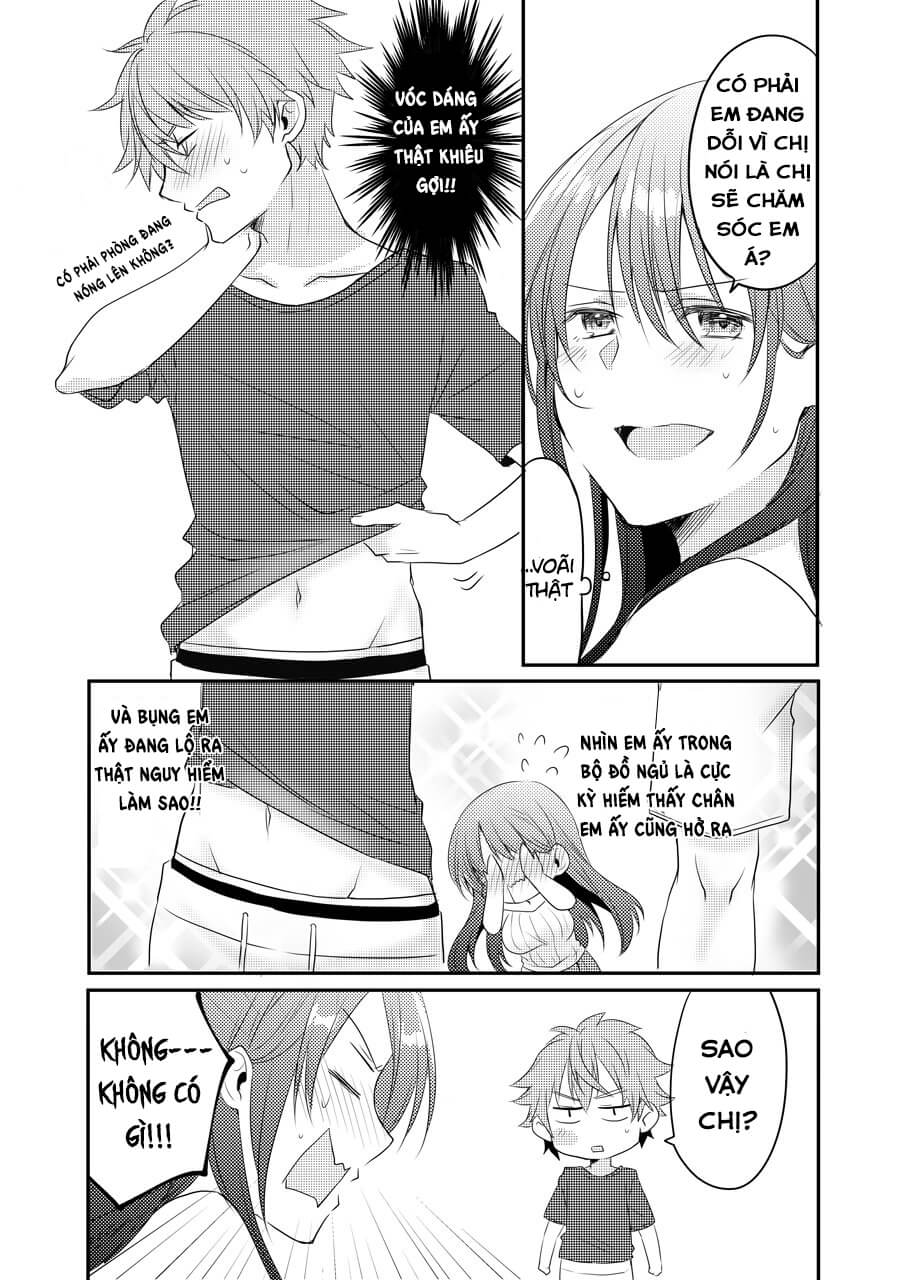 CÓ PHẢI
EM ĐANG
DỖI VÌ CHỊ
NÓI LÀ CHỊ
SẼ CHĂM
SÓC EM
Á?
...VOÃI
THẬT
VÓC DÁNG
CỦA EM ẤY
THẬT KHIÊU
GỢI!!
CÓ PHẢI PHÒNG ĐANG
NÓNG LÊN KHÔNG?
NHÌN EM ẤY TRONG
BỘ ĐỒ NGỦ LÀ CỰC
KỲ HIẾM THẤY CHÂN
EM ẤY CŨNG HỞ RA
VÀ BỤNG EM
ẤY ĐANG LỘ RA
THẬT NGUY HIỂM
LÀM SAO!!
SAO
VẬY
CHỊ?
KHÔNG---
KHÔNG CÓ
GÌ!!!